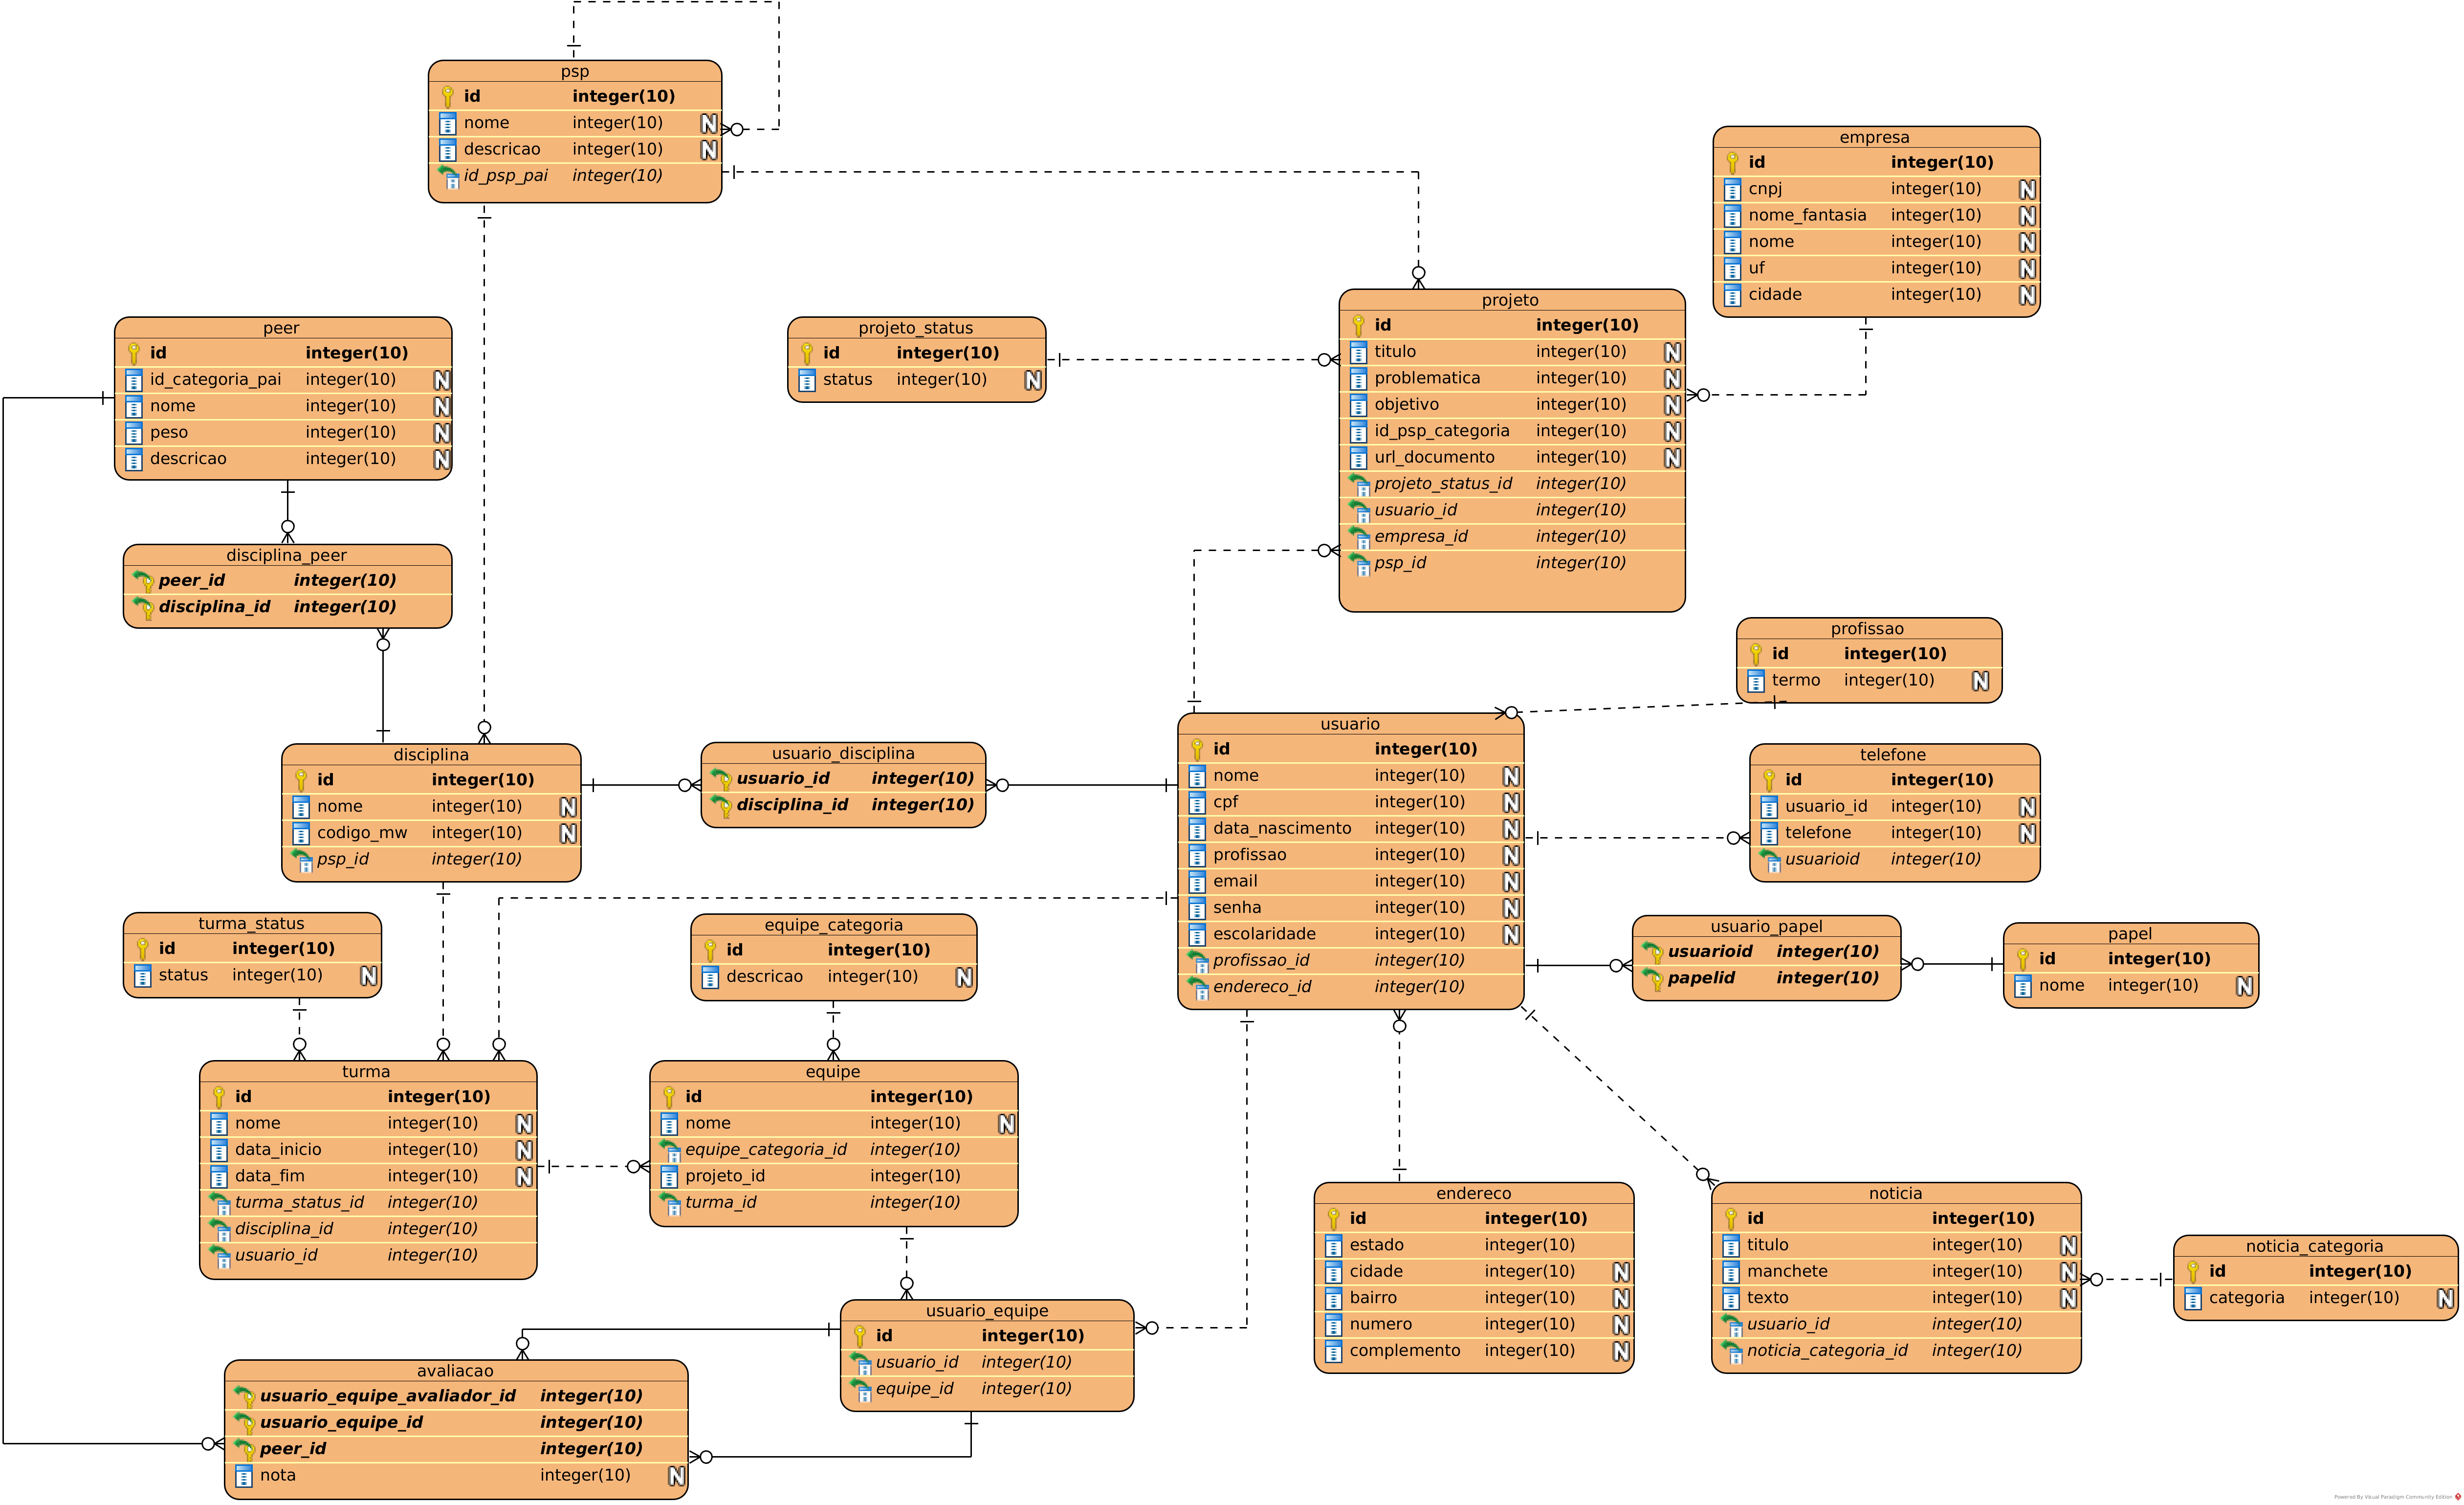 psp
id integer(10)
nome integer(10) N
descricao integer(10) N
id_psp_pai integer(10)
empresa
id integer(10)
cnpj integer(10) N
nome_fantasia integer(10) N
nome integer(10) N
uf integer(10) N
cidade integer(10) N
peer
id integer(10)
id_categoria_pai integer(10) N
nome integer(10) N
peso integer(10) N
descricao integer(10) N
projeto_status
id integer(10)
status integer(10) N
projeto
id integer(10)
titulo integer(10) N
problematica integer(10) N
objetivo integer(10) N
id_psp_categoria integer(10) N
url_documento integer(10) N
projeto_status_id integer(10)
usuario_id integer(10)
empresa_id integer(10)
psp_id integer(10)
disciplina_peer
peer_id integer(10)
disciplina_id integer(10)
profissao
id integer(10)
termo integer(10) N
disciplina
id integer(10)
nome integer(10) N
codigo_mw integer(10) N
psp_id integer(10)
usuario_disciplina
usuario_id integer(10)
disciplina_id integer(10)
usuario
id integer(10)
nome integer(10) N
cpf integer(10) N
data_nascimento integer(10) N
profissao integer(10) N
email integer(10) N
senha integer(10) N
escolaridade integer(10) N
profissao_id integer(10)
endereco_id integer(10)
telefone
id integer(10)
usuario_id integer(10) N
telefone integer(10) N
usuarioid integer(10)
turma_status
id integer(10)
status integer(10) N
equipe_categoria
id integer(10)
descricao integer(10) N
usuario_papel
usuarioid integer(10)
papelid integer(10)
papel
id integer(10)
nome integer(10) N
turma
id integer(10)
nome integer(10) N
data_inicio integer(10) N
data_fim integer(10) N
turma_status_id integer(10)
disciplina_id integer(10)
usuario_id integer(10)
equipe
id integer(10)
nome integer(10) N
equipe_categoria_id integer(10)
projeto_id integer(10)
turma_id integer(10)
endereco
id integer(10)
estado integer(10)
cidade integer(10) N
bairro integer(10) N
numero integer(10) N
complemento integer(10) N
noticia
id integer(10)
titulo integer(10) N
manchete integer(10) N
texto integer(10) N
usuario_id integer(10)
noticia_categoria_id integer(10)
noticia_categoria
id integer(10)
categoria integer(10) N
usuario_equipe
id integer(10)
usuario_id integer(10)
equipe_id integer(10)
avaliacao
usuario_equipe_avaliador_id integer(10)
usuario_equipe_id integer(10)
peer_id integer(10)
nota integer(10) N
Powered By Visual Paradigm Community Edition